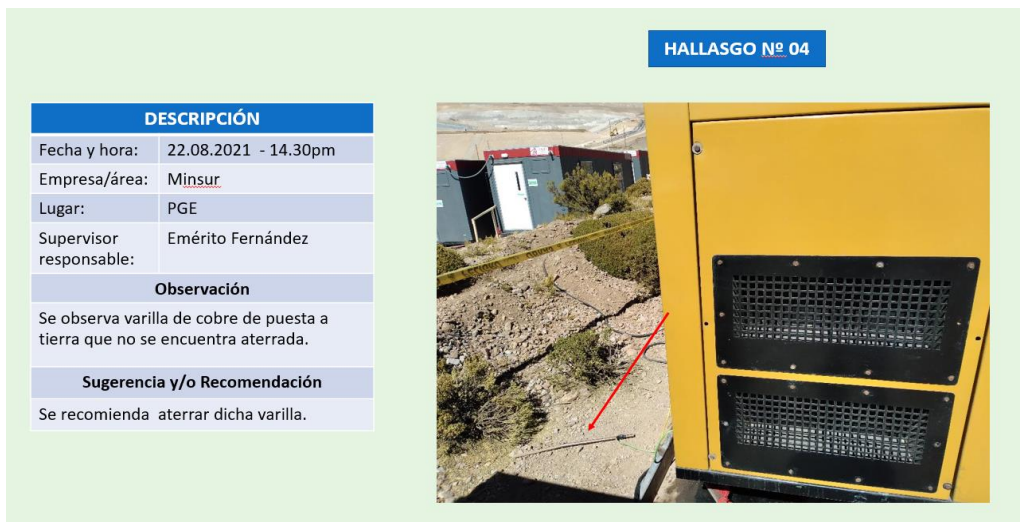 HALLASGO Nº 04
DESCRIPCIÓN
Fecha y hora: 22.08.2021 - 14.30pm
Empresa/área: Minsur
Lugar: PGE
Supervisor responsable: Emérito Fernández
Observación
Se observa varilla de cobre de puesta a
tierra que no se encuentra aterrada.
Sugerencia y/o Recomendación
Se recomienda aterrar dicha varilla.